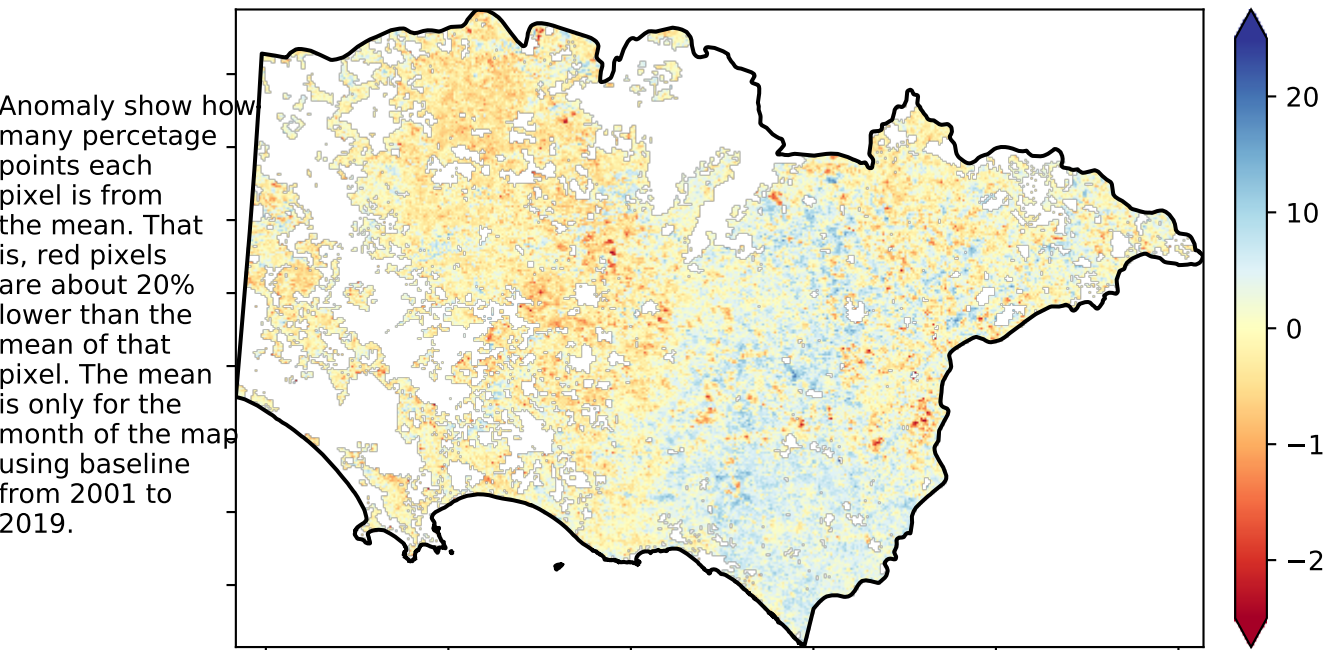 Anomaly show how
many percetage
points each
pixel is from
the mean. That
is, red pixels
are about 20%
lower than the
mean of that
pixel. The mean
is only for the
month of the map
using baseline
from 2001 to
2019.
20
10
0
−1
−2